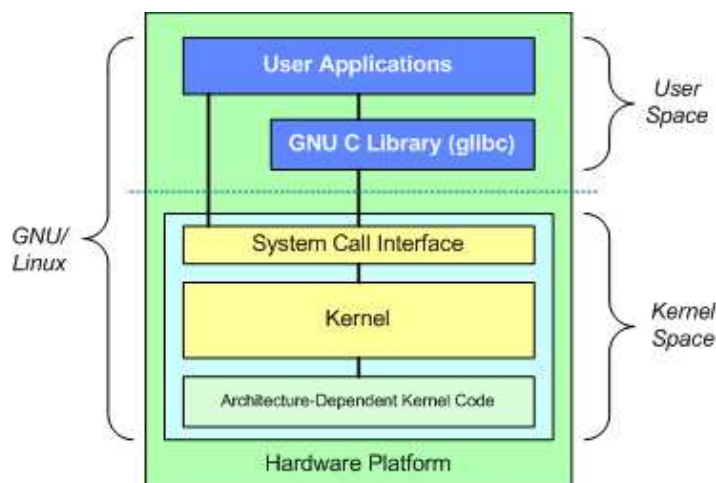 User Applications
User
Space
GNU C Library (glibc)
GNU/
Linux
System Call Interface
Kernel
Kernel
Space
Architecture-Dependent Kernel Code
Hardware Platform